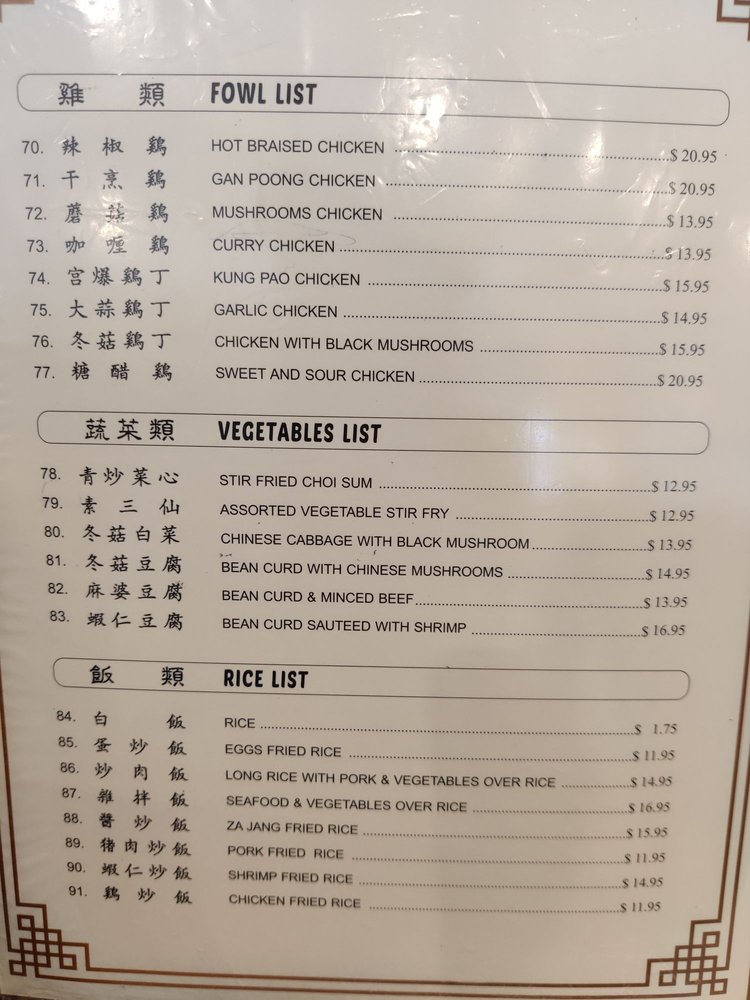 雞 類 FOWL LIST
70. 辣 椒 鷄 HOT BRAISED CHICKEN ........ $ 20.95
71. 干 烹 鷄 GAN POONG CHICKEN ........ $ 20.95
72. 蘑 菇 鷄 MUSHROOMS CHICKEN ........ $ 13.95
73. 咖 喱 鷄 CURRY CHICKEN ........ $ 13.95
74. 宫爆鷄丁 KUNG PAO CHICKEN ........ $ 15.95
75. 大蒜鷄丁 GARLIC CHICKEN ........ $ 14.95
76. 冬菇鷄丁 CHICKEN WITH BLACK MUSHROOMS ........ $ 15.95
77. 糖 醋 鷄 SWEET AND SOUR CHICKEN ........ $ 20.95
蔬菜類 VEGETABLES LIST
78. 青炒菜心 STIR FRIED CHOI SUM ........ $ 12.95
79. 素 三 仙 ASSORTED VEGETABLE STIR FRY ........ $ 12.95
80. 冬菇白菜 CHINESE CABBAGE WITH BLACK MUSHROOM ........ $ 13.95
81. 冬菇豆腐 BEAN CURD WITH CHINESE MUSHROOMS ........ $ 14.95
82. 麻婆豆腐 BEAN CURD & MINCED BEEF ........ $ 13.95
83. 蝦仁豆腐 BEAN CURD SAUTEED WITH SHRIMP ........ $ 16.95
飯 類 RICE LIST
84. 白 飯 RICE ........ $ 1.75
85. 蛋 炒 飯 EGGS FRIED RICE ........ $ 11.95
86. 炒 肉 飯 LONG RICE WITH PORK & VEGETABLES OVER RICE ........ $ 14.95
87. 雜 拌 飯 SEAFOOD & VEGETABLES OVER RICE ........ $ 16.95
88. 醬 炒 飯 ZA JANG FRIED RICE ........ $ 15.95
89. 猪肉炒飯 PORK FRIED RICE ........ $ 11.95
90. 蝦仁炒飯 SHRIMP FRIED RICE ........ $ 14.95
91. 鷄 炒 飯 CHICKEN FRIED RICE ........ $ 11.95